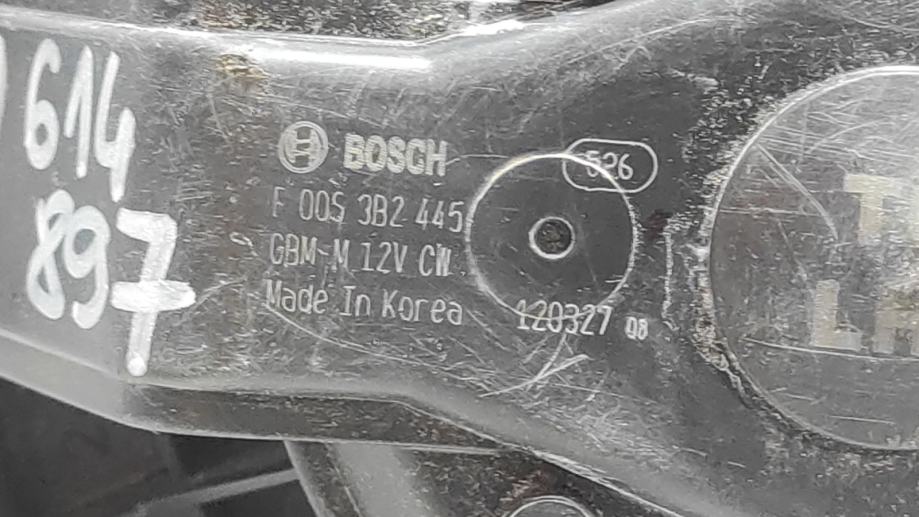 614
897
BOSCH
526
F 005 3B2 445
GBM-M 12V CW
Made In Korea
120327 08